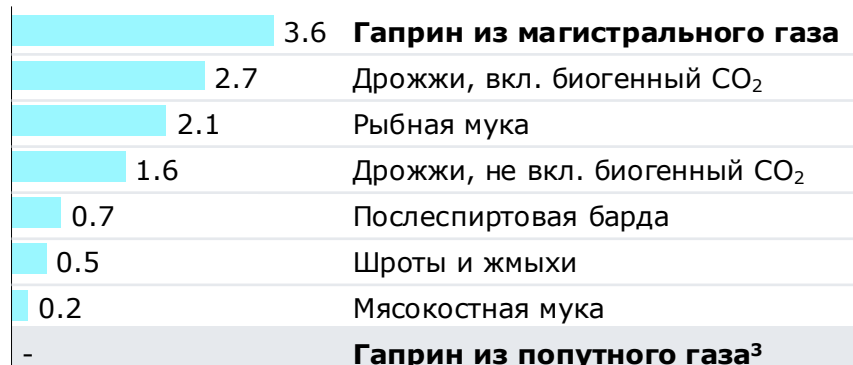 3.6 Гаприн из магистрального газа
2.7 Дрожжи, вкл. биогенный CO₂
2.1 Рыбная мука
1.6 Дрожжи, не вкл. биогенный CO₂
0.7 Послеспиртовая барда
0.5 Шроты и жмыхи
0.2 Мясокостная мука
- Гаприн из попутного газа³